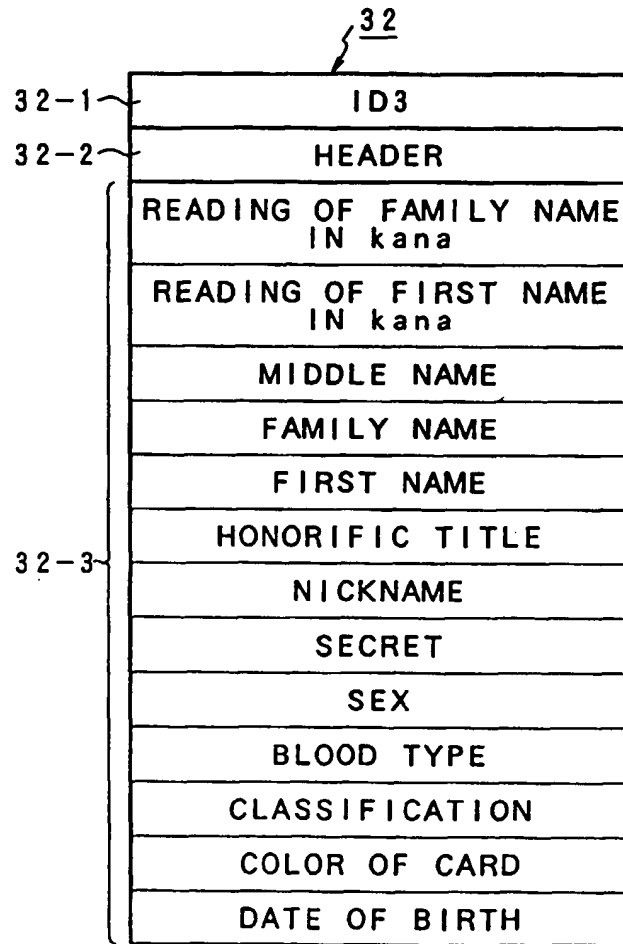 32
32-1 ID3
32-2 HEADER
READING OF FAMILY NAME
IN kana
READING OF FIRST NAME
IN kana
MIDDLE NAME
FAMILY NAME
FIRST NAME
32-3 HONORIFIC TITLE
NICKNAME
SECRET
SEX
BLOOD TYPE
CLASSIFICATION
COLOR OF CARD
DATE OF BIRTH